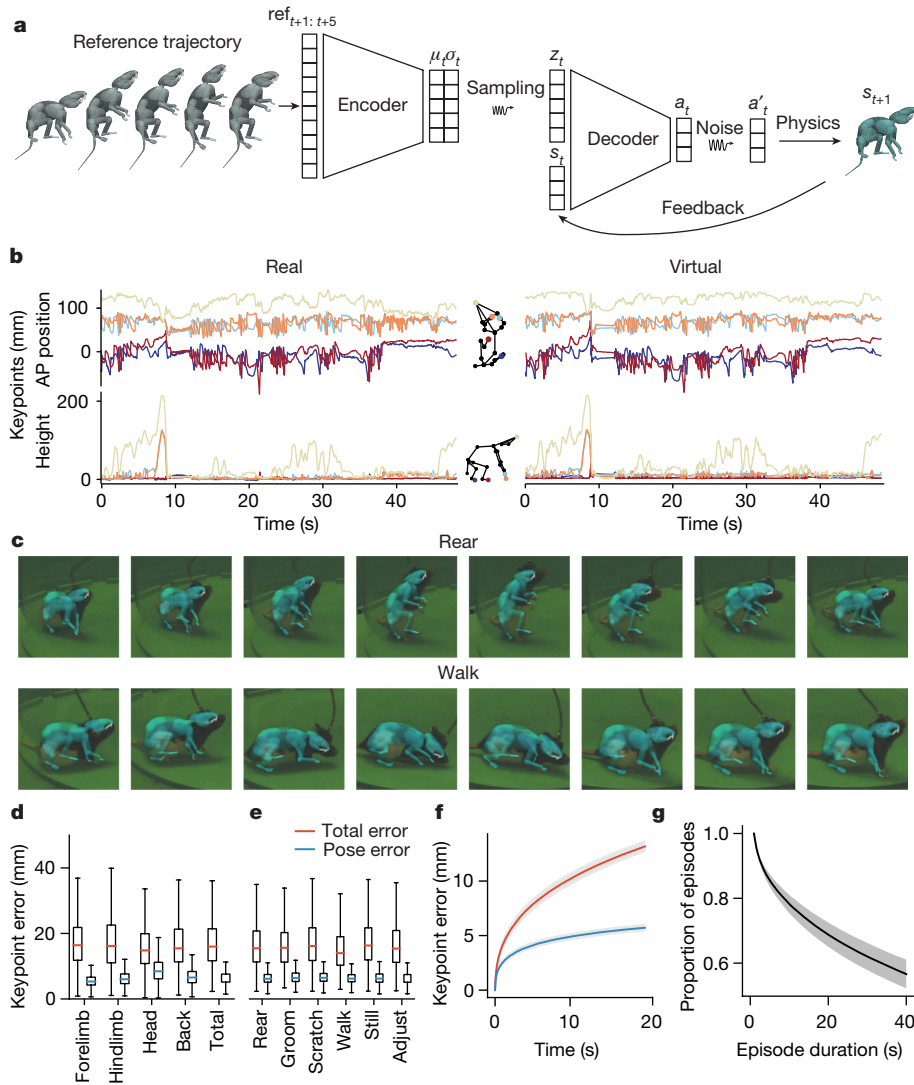 a
Reference trajectory
ref t+1: t+5
Encoder
μt σt
Sampling
zt
st
Decoder
at
Noise
a′t
Physics
st+1
Feedback
b
Real
Virtual
Keypoints (mm)
AP position
100
0
Height
200
0
0 10 20 30 40
Time (s)
0 10 20 30 40
Time (s)
c
Rear
Walk
d
Keypoint error (mm)
40
20
0
Forelimb
Hindlimb
Head
Back
Total
e
Total error
Pose error
Rear
Groom
Scratch
Walk
Still
Adjust
f
Keypoint error (mm)
10
5
0
0 10 20
Time (s)
g
Proportion of episodes
1.0
0.8
0.6
0 20 40
Episode duration (s)